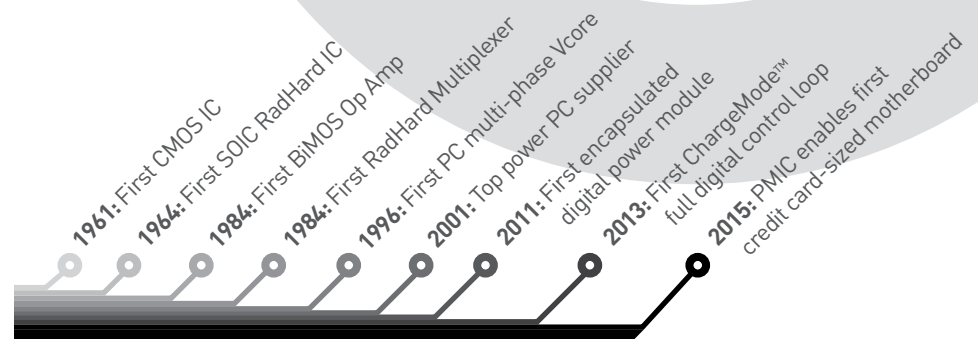 1961: First CMOS IC
1964: First SOIC RadHard IC
1984: First BiMOS Op Amp
1984: First RadHard Multiplexer
1996: First PC multi-phase Vcore
2001: Top power PC supplier
2011: First encapsulated
digital power module
2013: First ChargeMode™
full digital control loop
2015: PMIC enables first
credit card-sized motherboard